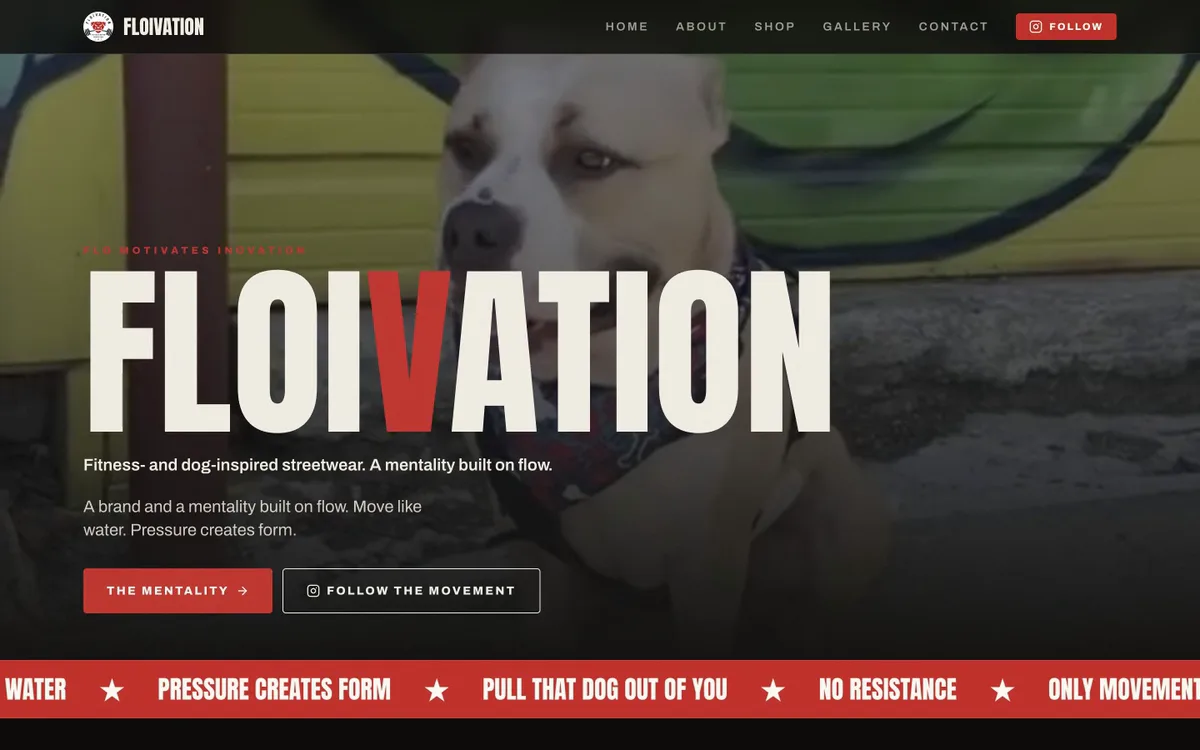 FLOIVATION
HOME ABOUT SHOP GALLERY CONTACT FOLLOW
FLO MOTIVATES INOVATION
FLOIVATION
Fitness- and dog-inspired streetwear. A mentality built on flow.
A brand and a mentality built on flow. Move like
water. Pressure creates form.
THE MENTALITY → FOLLOW THE MOVEMENT
WATER ★ PRESSURE CREATES FORM ★ PULL THAT DOG OUT OF YOU ★ NO RESISTANCE ★ ONLY MOVEMENT